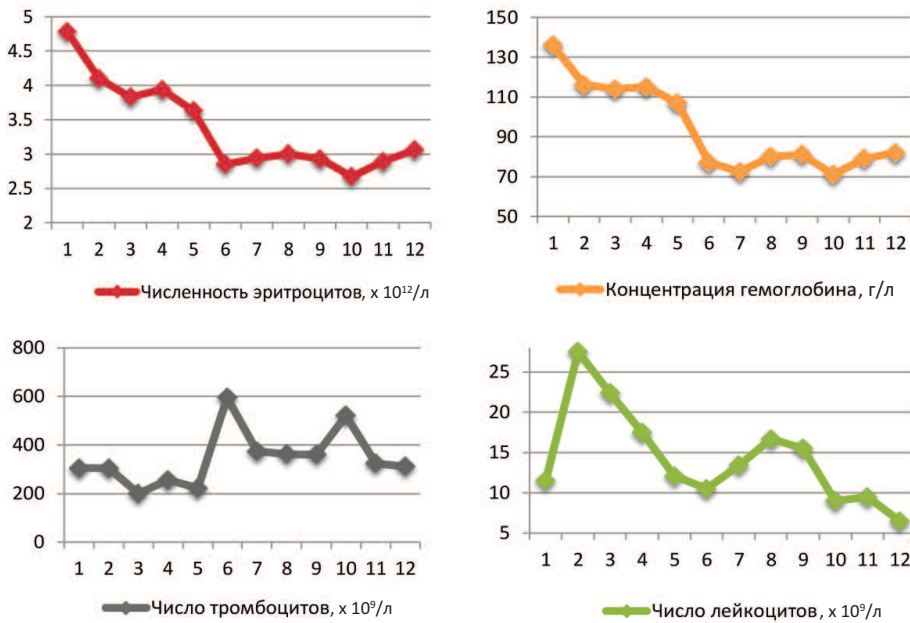 5
4.5
4
3.5
3
2.5
2
1 2 3 4 5 6 7 8 9 10 11 12
Численность эритроцитов, x 10¹²/л
150
130
110
90
70
50
1 2 3 4 5 6 7 8 9 10 11 12
Концентрация гемоглобина, г/л
800
600
400
200
0
1 2 3 4 5 6 7 8 9 10 11 12
Число тромбоцитов, x 10⁹/л
25
20
15
10
5
1 2 3 4 5 6 7 8 9 10 11 12
Число лейкоцитов, x 10⁹/л